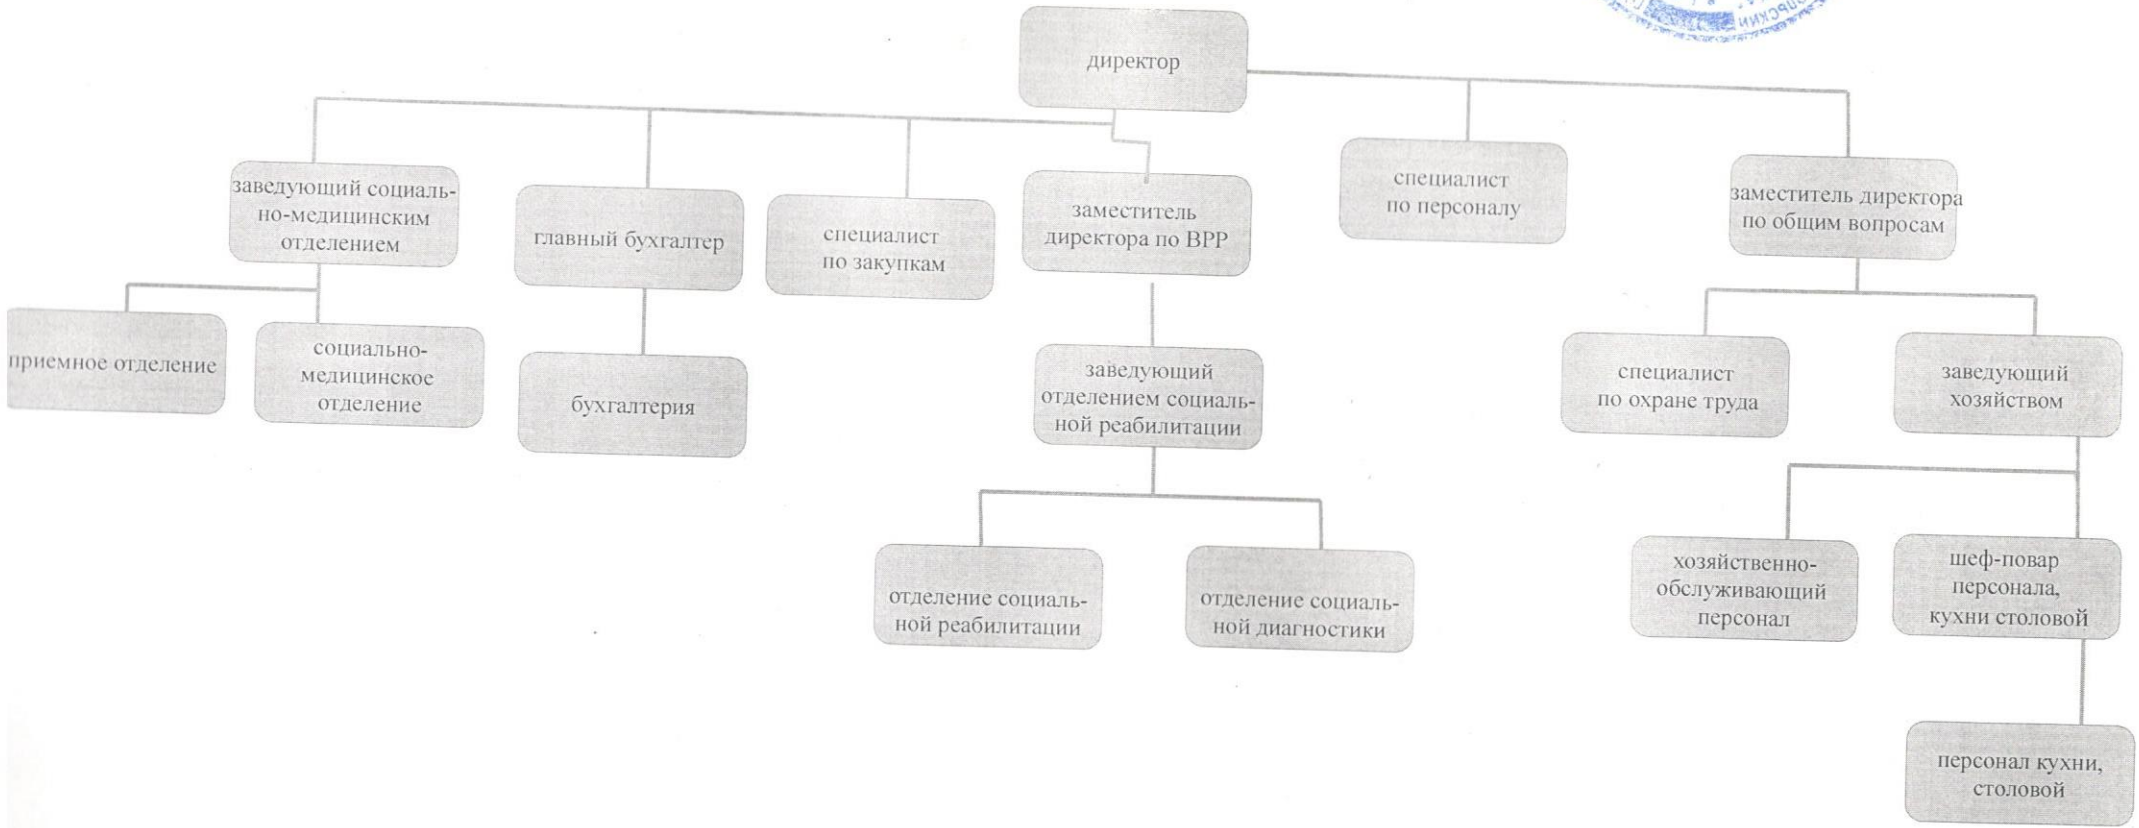 директор
заведующий социаль-
но-медицинским
отделением
главный бухгалтер
специалист
по закупкам
заместитель
директора по ВРР
специалист
по персоналу
заместитель директора
по общим вопросам
приемное отделение
социально-
медицинское
отделение
бухгалтерия
заведующий
отделением социаль-
ной реабилитации
специалист
по охране труда
заведующий
хозяйством
отделение социаль-
ной реабилитации
отделение социаль-
ной диагностики
хозяйственно-
обслуживающий
персонал
шеф-повар
персонала,
кухни столовой
персонал кухни,
столовой